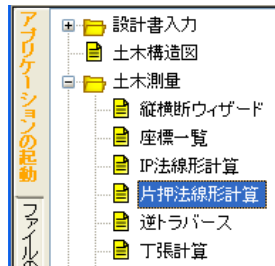 アプリケーションの起動
ファイルの
設計書入力
土木構造図
土木測量
縦横断ウィザード
座標一覧
IP法線形計算
片押法線形計算
逆トラバース
丁張計算